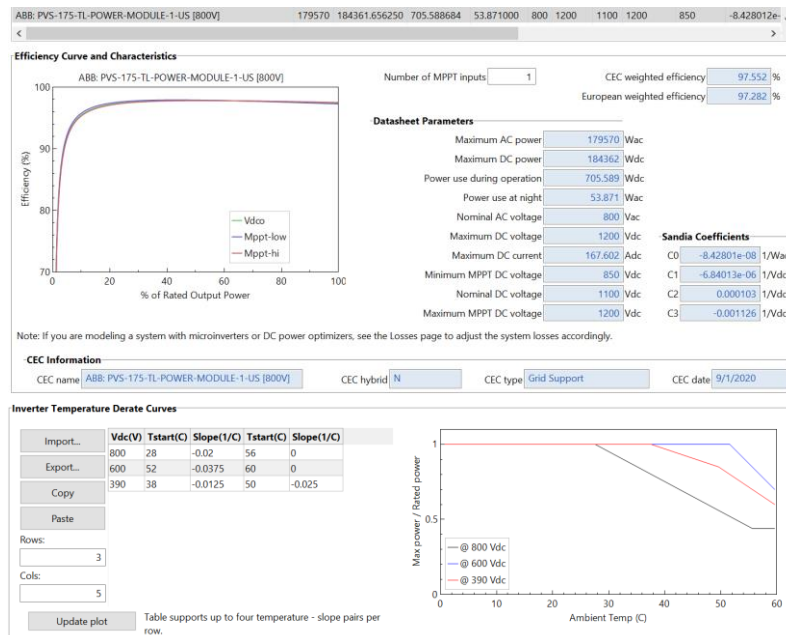 ABB: PVS-175-TL-POWER-MODULE-1-US [800V] 179570 184361.656250 705.588684 53.871000 800 1200 1100 1200 850 -8.428012e-
Efficiency Curve and Characteristics
ABB: PVS-175-TL-POWER-MODULE-1-US [800V]
100
90
80
70
Efficiency (%)
Vdco
Mppt-low
Mppt-hi
0 20 40 60 80 100
% of Rated Output Power
Number of MPPT inputs 1
CEC weighted efficiency 97.552 %
European weighted efficiency 97.282 %
Datasheet Parameters
Maximum AC power 179570 Wac
Maximum DC power 184362 Wdc
Power use during operation 705.589 Wdc
Power use at night 53.871 Wac
Nominal AC voltage 800 Vac
Maximum DC voltage 1200 Vdc
Maximum DC current 167.602 Adc
Minimum MPPT DC voltage 850 Vdc
Nominal DC voltage 1100 Vdc
Maximum MPPT DC voltage 1200 Vdc
Sandia Coefficients
C0 -8.42801e-08 1/Wac
C1 -6.84013e-06 1/Vdc
C2 0.000103 1/Vdc
C3 -0.001126 1/Vdc
Note: If you are modeling a system with microinverters or DC power optimizers, see the Losses page to adjust the system losses accordingly.
CEC Information
CEC name ABB: PVS-175-TL-POWER-MODULE-1-US [800V] CEC hybrid N CEC type Grid Support CEC date 9/1/2020
Inverter Temperature Derate Curves
Import...
Export...
Copy
Paste
Rows:
3
Cols:
5
Update plot
Vdc(V) Tstart(C) Slope(1/C) Tstart(C) Slope(1/C)
800 28 -0.02 56 0
600 52 -0.0375 60 0
390 38 -0.0125 50 -0.025
Table supports up to four temperature - slope pairs per
row.
1
0.5
0
Max power / Rated power
@ 800 Vdc
@ 600 Vdc
@ 390 Vdc
0 10 20 30 40 50 60
Ambient Temp (C)